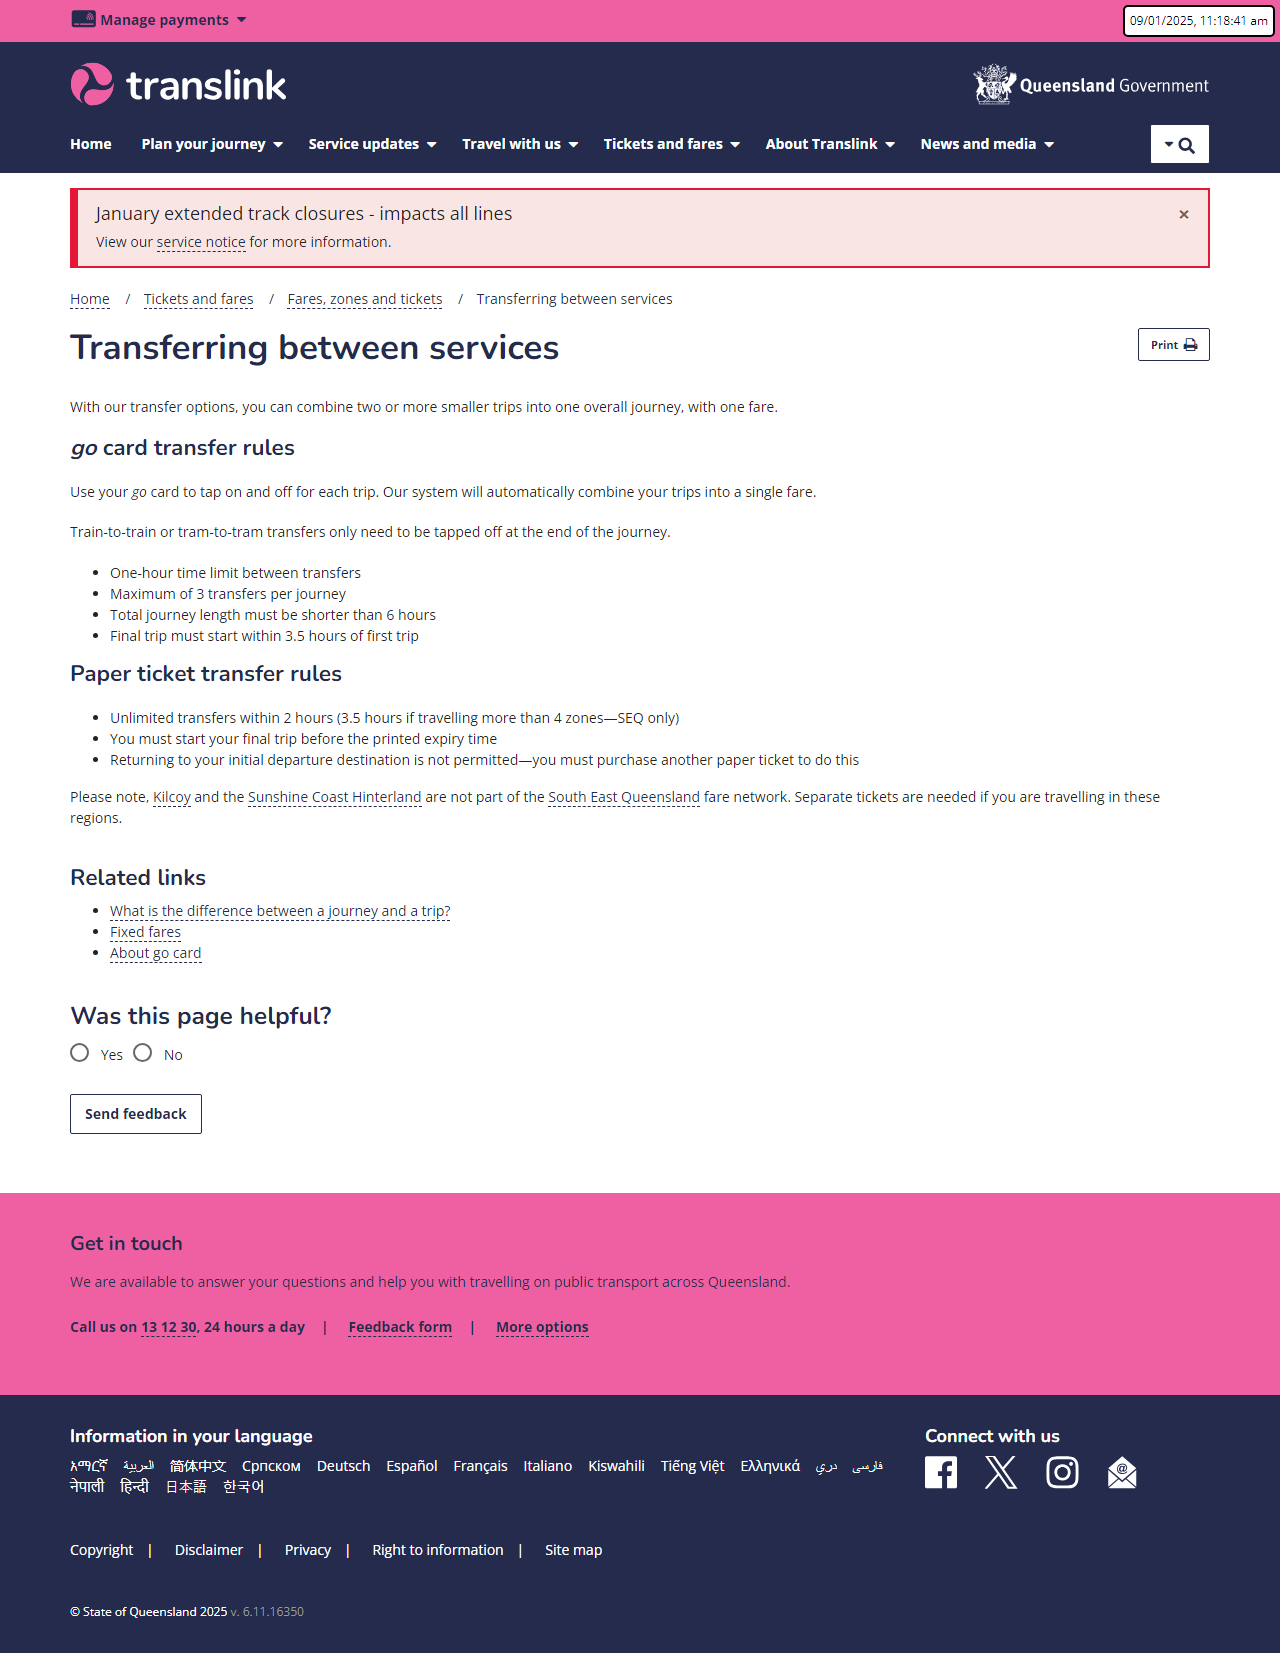 Manage payments
09/01/2025, 11:18:41 am
translink
Queensland Government
Home Plan your journey Service updates Travel with us Tickets and fares About Translink News and media
January extended track closures - impacts all lines ×
View our service notice for more information.
Home / Tickets and fares / Fares, zones and tickets / Transferring between services
Transferring between services
Print
With our transfer options, you can combine two or more smaller trips into one overall journey, with one fare.
go card transfer rules
Use your go card to tap on and off for each trip. Our system will automatically combine your trips into a single fare.
Train-to-train or tram-to-tram transfers only need to be tapped off at the end of the journey.
• One-hour time limit between transfers
• Maximum of 3 transfers per journey
• Total journey length must be shorter than 6 hours
• Final trip must start within 3.5 hours of first trip
Paper ticket transfer rules
• Unlimited transfers within 2 hours (3.5 hours if travelling more than 4 zones—SEQ only)
• You must start your final trip before the printed expiry time
• Returning to your initial departure destination is not permitted—you must purchase another paper ticket to do this
Please note, Kilcoy and the Sunshine Coast Hinterland are not part of the South East Queensland fare network. Separate tickets are needed if you are travelling in these
regions.
Related links
• What is the difference between a journey and a trip?
• Fixed fares
• About go card
Was this page helpful?
Yes No
Send feedback
Get in touch
We are available to answer your questions and help you with travelling on public transport across Queensland.
Call us on 13 12 30, 24 hours a day | Feedback form | More options
Information in your language
አማርኛ العربية 简体中文 Српском Deutsch Español Français Italiano Kiswahili Tiếng Việt Ελληνικά دري فارسی
नेपाली हिन्दी 日本語 한국어
Connect with us
@
Copyright | Disclaimer | Privacy | Right to information | Site map
© State of Queensland 2025 v. 6.11.16350